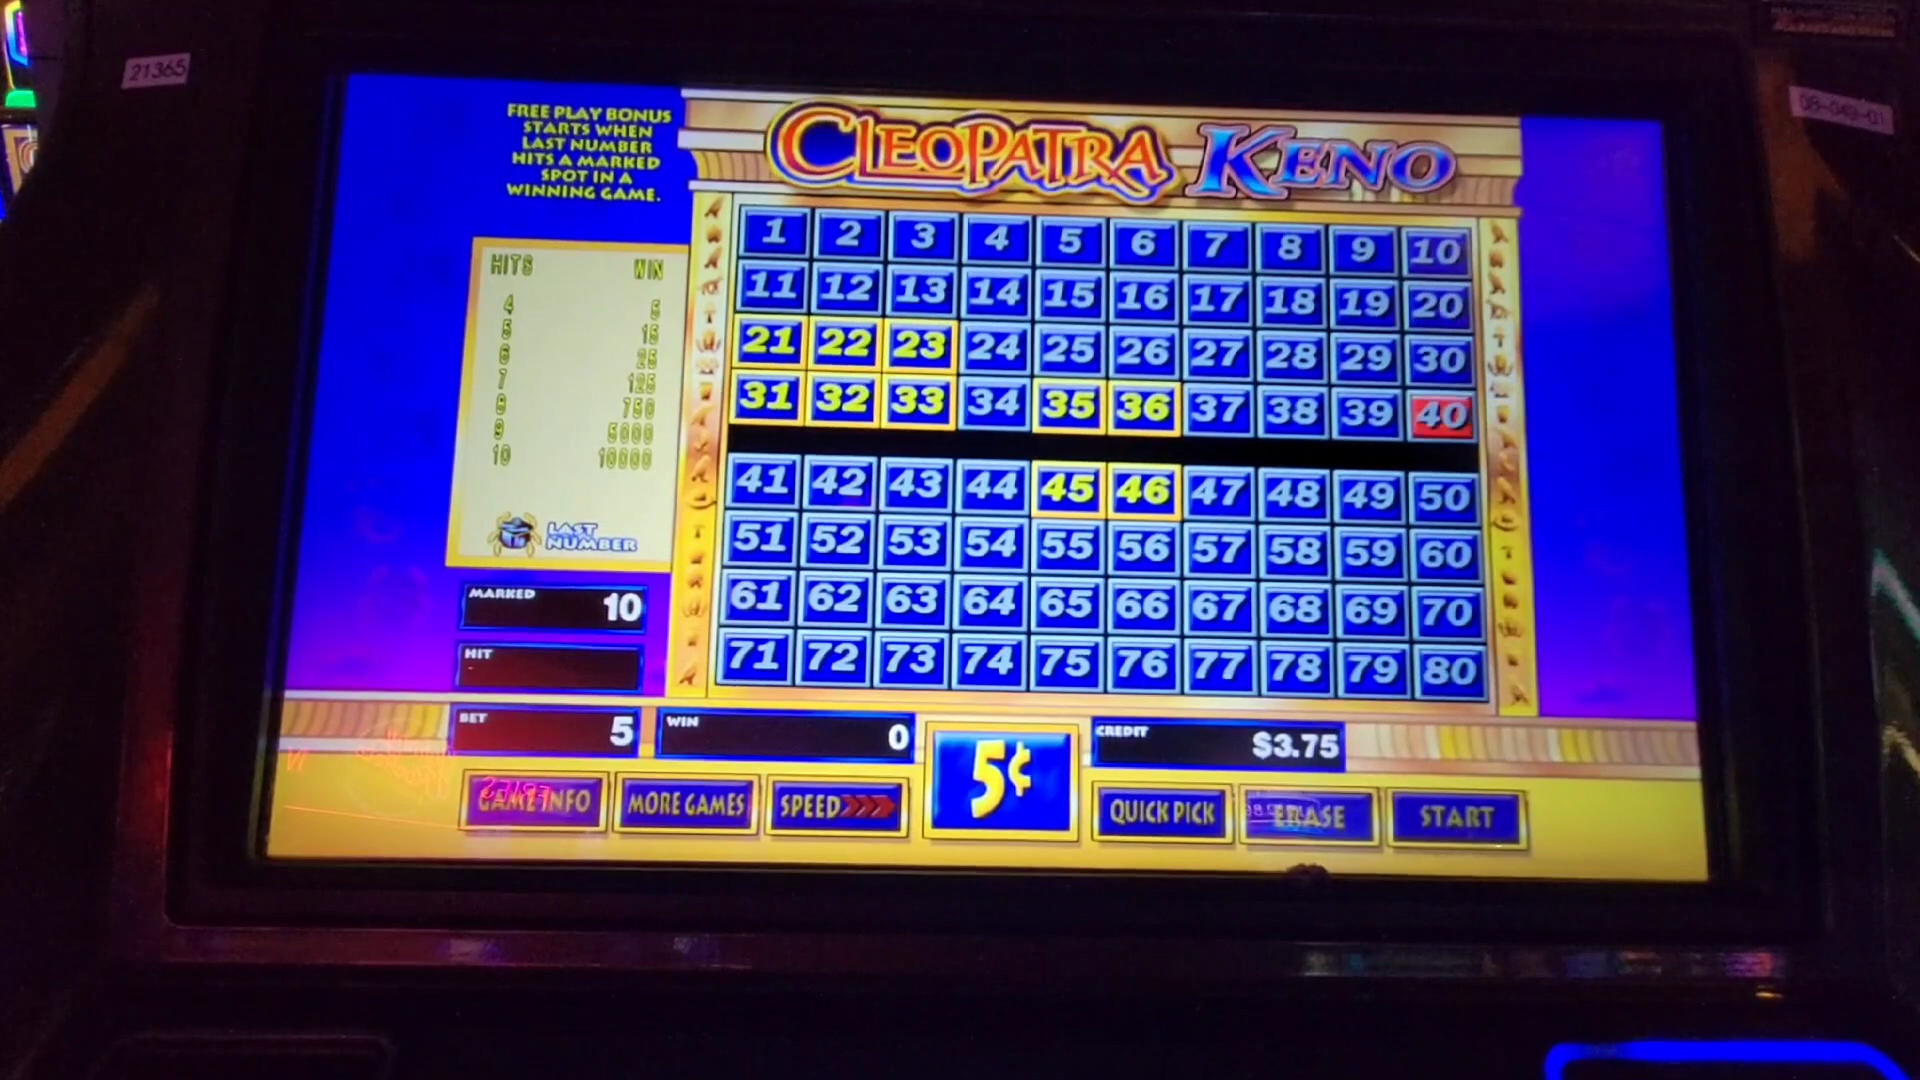 21365
08-049-01
FREE PLAY BONUS
STARTS WHEN
LAST NUMBER
HITS A MARKED
SPOT IN A
WINNING GAME.
CLEOPATRA KENO
HITS WIN
4 5
5 15
6 25
7 125
8 750
9 5000
10 10000
LAST
NUMBER
1 2 3 4 5 6 7 8 9 10
11 12 13 14 15 16 17 18 19 20
21 22 23 24 25 26 27 28 29 30
31 32 33 34 35 36 37 38 39 40
41 42 43 44 45 46 47 48 49 50
51 52 53 54 55 56 57 58 59 60
61 62 63 64 65 66 67 68 69 70
71 72 73 74 75 76 77 78 79 80
MARKED 10
HIT
BET 5
WIN 0
5¢
CREDIT $3.75
GAME INFO
MORE GAMES
SPEED
QUICK PICK
ERASE
START